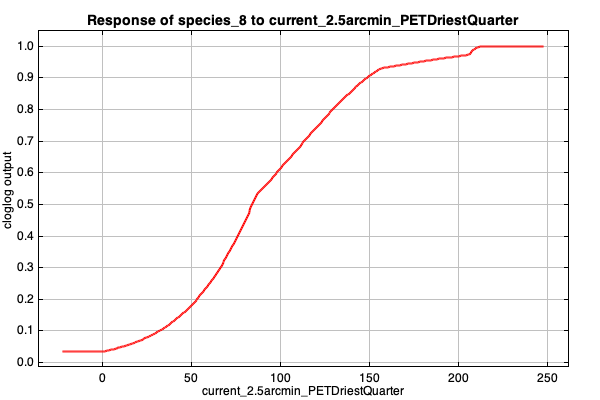 Response of species_8 to current_2.5arcmin_PETDriestQuarter
1.0
0.9
0.8
0.7
0.6
0.5
0.4
0.3
0.2
0.1
0.0
cloglog output
0 50 100 150 200 250
current_2.5arcmin_PETDriestQuarter